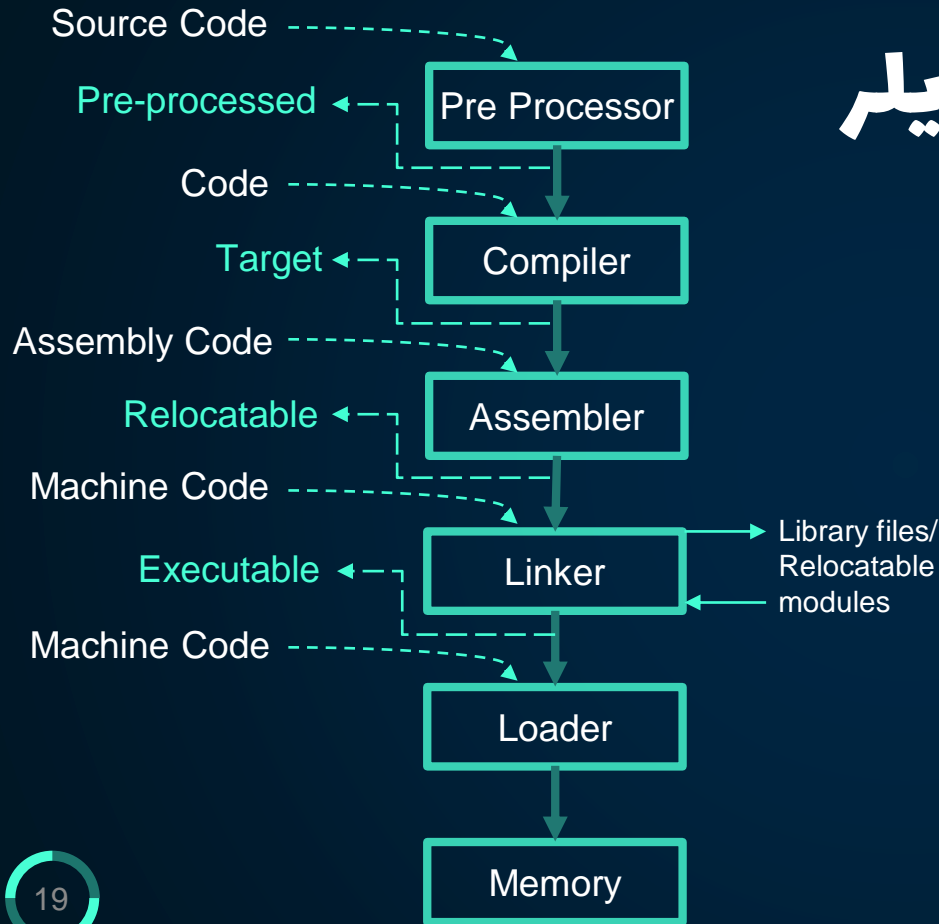 Source Code
Pre Processor
Pre-processed
Code
Compiler
Target
Assembly Code
Assembler
Relocatable
Machine Code
Linker
Library files/
Relocatable
modules
Executable
Machine Code
Loader
Memory
19